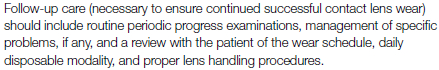 Follow-up care (necessary to ensure continued successful contact lens wear)
should include routine periodic progress examinations, management of specific
problems, if any, and a review with the patient of the wear schedule, daily
disposable modality, and proper lens handling procedures.